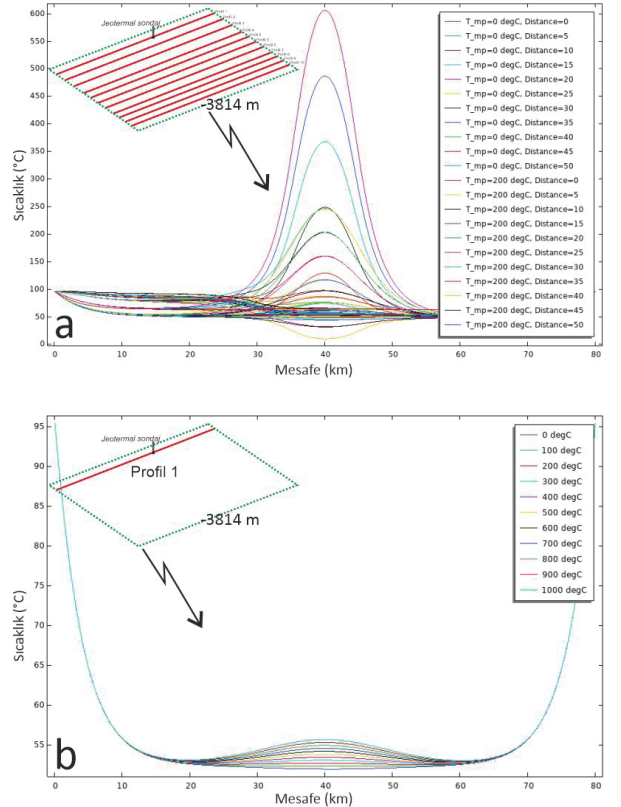 600
550
500
450
400
350
300
250
200
150
100
50
0
Sıcaklık (°C)
Jeotermal sondaj
-3814 m
a
T_mp=0 degC, Distance=0
T_mp=0 degC, Distance=5
T_mp=0 degC, Distance=10
T_mp=0 degC, Distance=15
T_mp=0 degC, Distance=20
T_mp=0 degC, Distance=25
T_mp=0 degC, Distance=30
T_mp=0 degC, Distance=35
T_mp=0 degC, Distance=40
T_mp=0 degC, Distance=45
T_mp=0 degC, Distance=50
T_mp=200 degC, Distance=0
T_mp=200 degC, Distance=5
T_mp=200 degC, Distance=10
T_mp=200 degC, Distance=15
T_mp=200 degC, Distance=20
T_mp=200 degC, Distance=25
T_mp=200 degC, Distance=30
T_mp=200 degC, Distance=35
T_mp=200 degC, Distance=40
T_mp=200 degC, Distance=45
T_mp=200 degC, Distance=50
0 10 20 30 40 50 60 70 80
Mesafe (km)
95
90
85
80
75
70
65
60
55
Sıcaklık (°C)
Jeotermal sondaj
Profil 1
-3814 m
b
0 degC
100 degC
200 degC
300 degC
400 degC
500 degC
600 degC
700 degC
800 degC
900 degC
1000 degC
0 10 20 30 40 50 60 70 80
Mesafe (km)